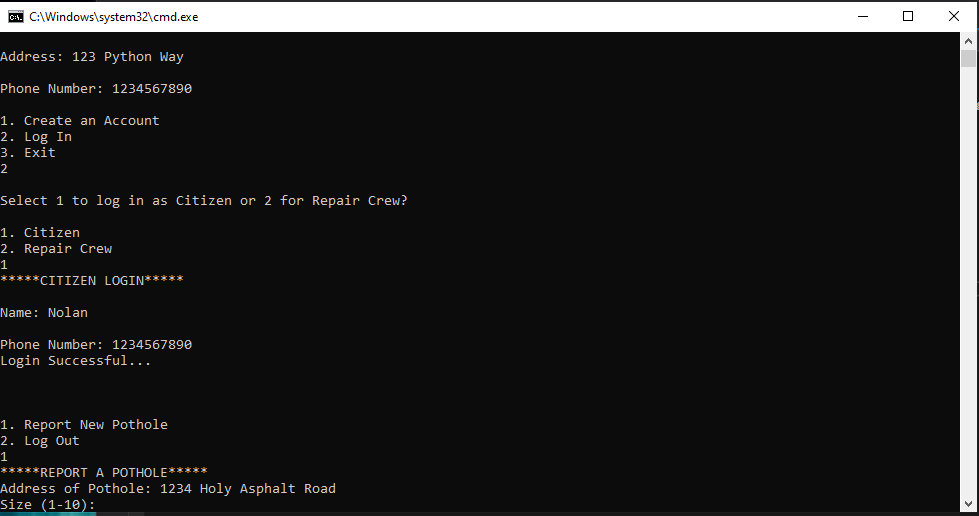 C:\Windows\system32\cmd.exe
Address: 123 Python Way
Phone Number: 1234567890
1. Create an Account
2. Log In
3. Exit
2
Select 1 to log in as Citizen or 2 for Repair Crew?
1. Citizen
2. Repair Crew
1
*****CITIZEN LOGIN*****
Name: Nolan
Phone Number: 1234567890
Login Successful...
1. Report New Pothole
2. Log Out
1
*****REPORT A POTHOLE*****
Address of Pothole: 1234 Holy Asphalt Road
Size (1-10):